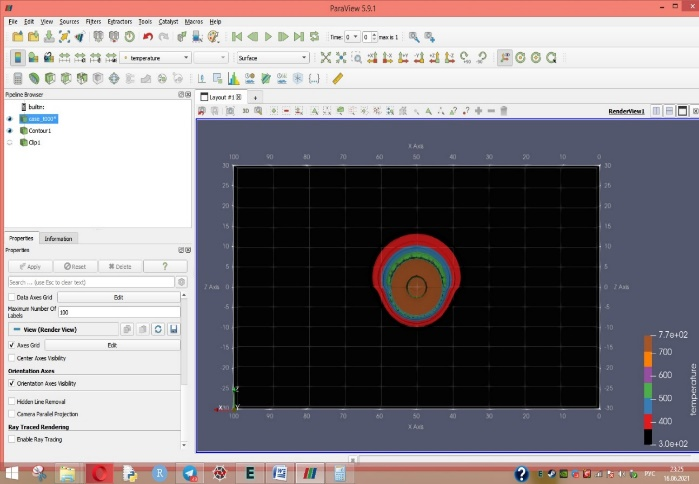 ParaView 5.9.1
File Edit View Sources Filters Extractors Tools Catalyst Macros Help
Time: 0 0 max is 1
temperature Surface
Pipeline Browser
builtin:
Contour1
Clip1
Layout #1 +
3D RenderView1
Properties Information
Properties
Apply Reset Delete ?
Search ... (use Esc to clear text)
Data Axes Grid Edit
Maximum Number Of
Labels 100
View (Render View)
Axes Grid Edit
Center Axes Visibility
Orientation Axes
Orientation Axes Visibility
Hidden Line Removal
Camera Parallel Projection
Ray Traced Rendering
Enable Ray Tracing
X Axis
100 90 80 70 60 50 40 30 20 10 0
30 30
25 25
20 20
15 15
10 10
5 5
Z Axis 0 0 Z Axis
-5 -5
-10 -10
-15 -15
-20 -20
-25 -25
-30
100 90 80 70 60 50 40 30 20 10 0
X Axis
X Y Z
7.7e+02
700
600
500
400
3.0e+02
temperature
РУС
23:25
16.06.2021